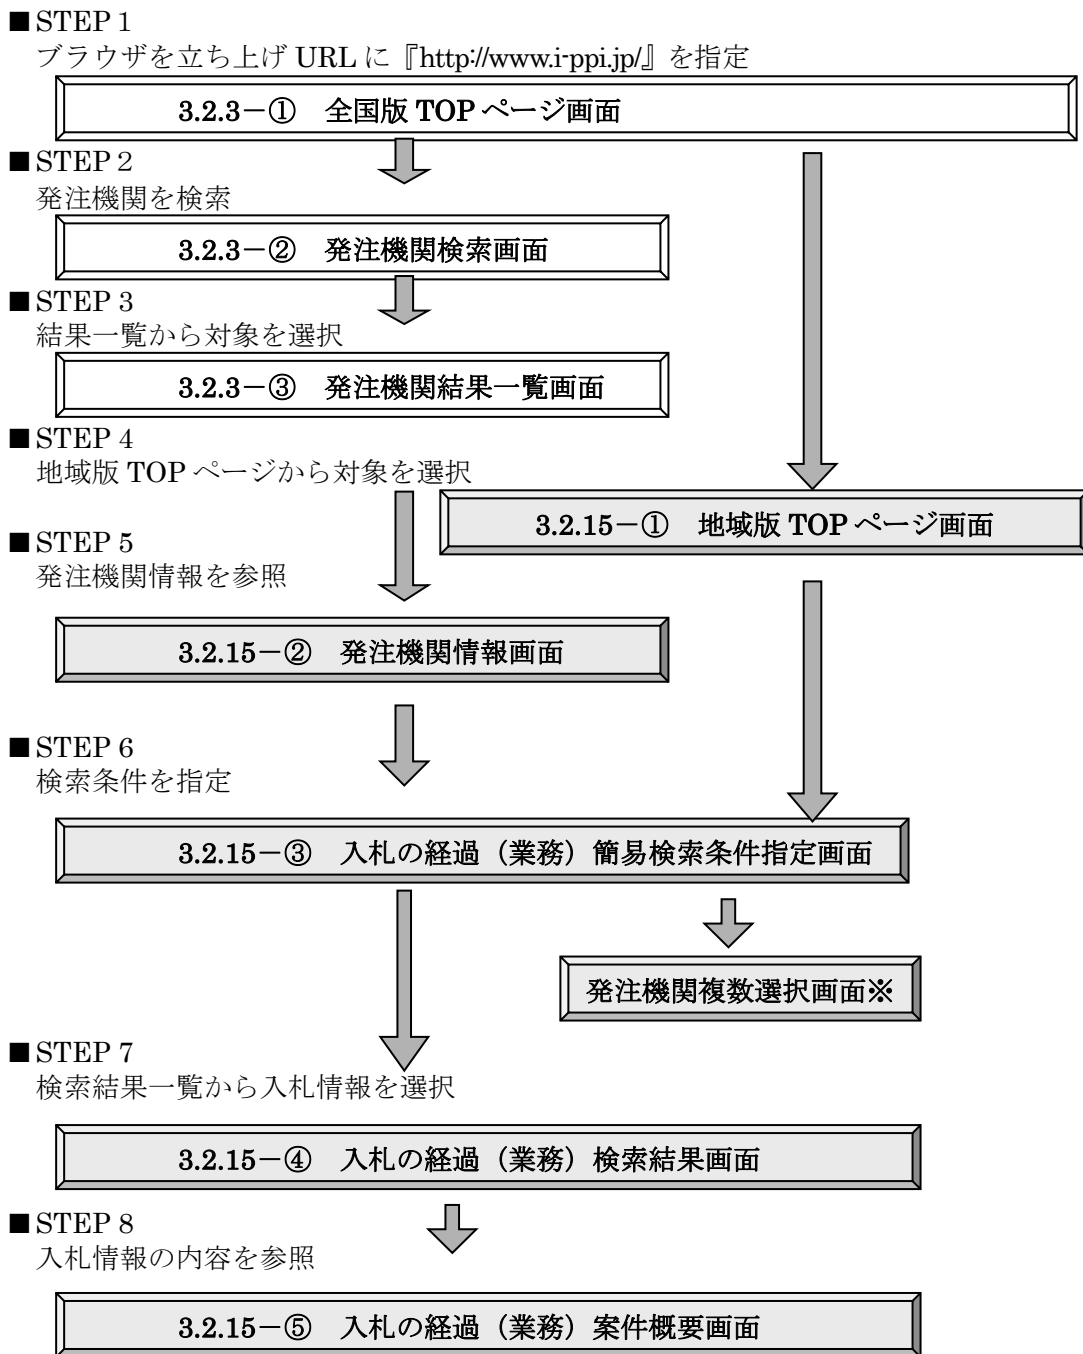 ■STEP１
ブラウザを立ち上げ URL に『http://www.i-ppi.jp/』を指定
3.2.3－①　全国版 TOP ページ画面
■STEP２
発注機関を検索
3.2.3－②　発注機関検索画面
■STEP 3
結果一覧から対象を選択
3.2.3－③　発注機関結果一覧画面
■STEP 4
地域版 TOP ページから対象を選択
3.2.15－①　地域版 TOP ページ画面
■STEP 5
発注機関情報を参照
3.2.15－②　発注機関情報画面
■STEP 6
検索条件を指定
3.2.15－③　入札の経過（業務）簡易検索条件指定画面
発注機関複数選択画面※
■STEP 7
検索結果一覧から入札情報を選択
3.2.15－④　入札の経過（業務）検索結果画面
■STEP 8
入札情報の内容を参照
3.2.15－⑤　入札の経過（業務）案件概要画面